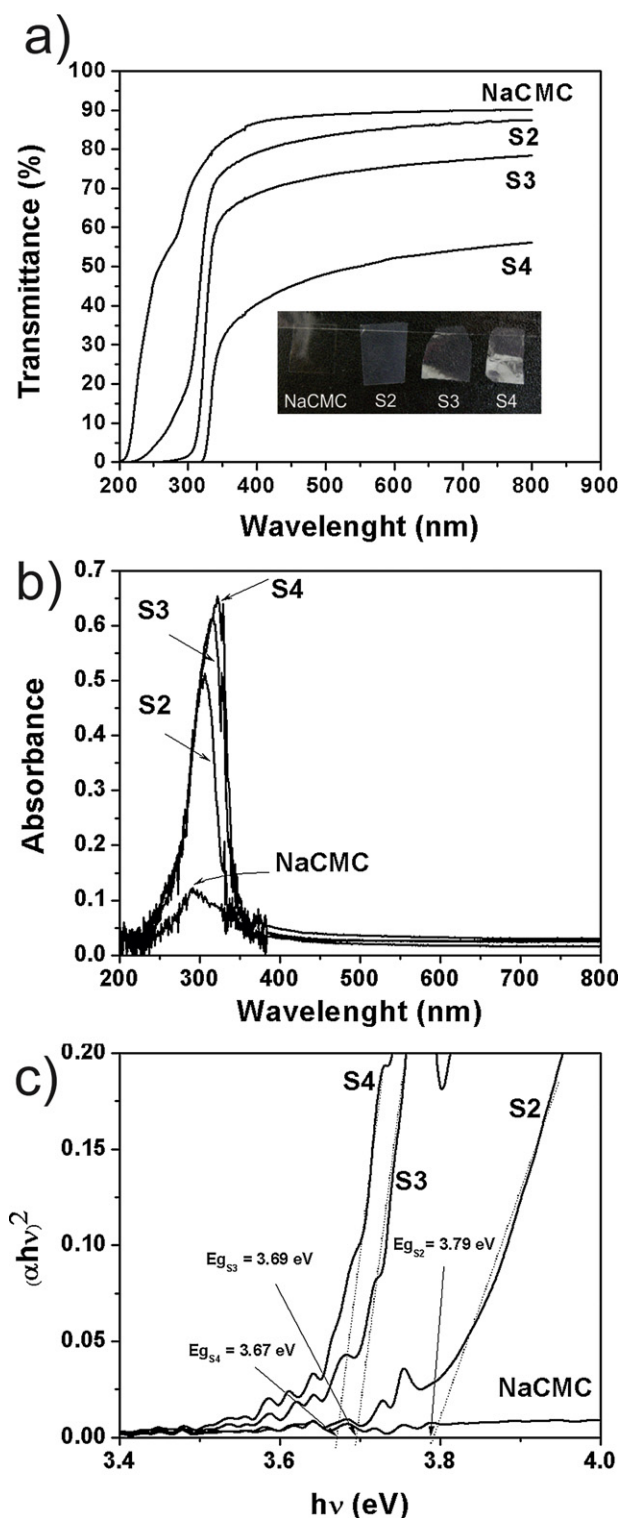 a)
100
90
80
70
60
50
40
30
20
10
0
Transmittance (%)
NaCMC
S2
S3
S4
NaCMC S2 S3 S4
200 300 400 500 600 700 800 900
Wavelenght (nm)
b)
0.7
0.6
0.5
0.4
0.3
0.2
0.1
0.0
Absorbance
S4
S3
S2
NaCMC
200 300 400 500 600 700 800
Wavelenght (nm)
c)
0.20
0.15
0.10
0.05
0.00
(αhν)²
S4
S2
S3
Eg_S3 = 3.69 eV
Eg_S2 = 3.79 eV
Eg_S4 = 3.67 eV
NaCMC
3.4 3.6 3.8 4.0
hν (eV)